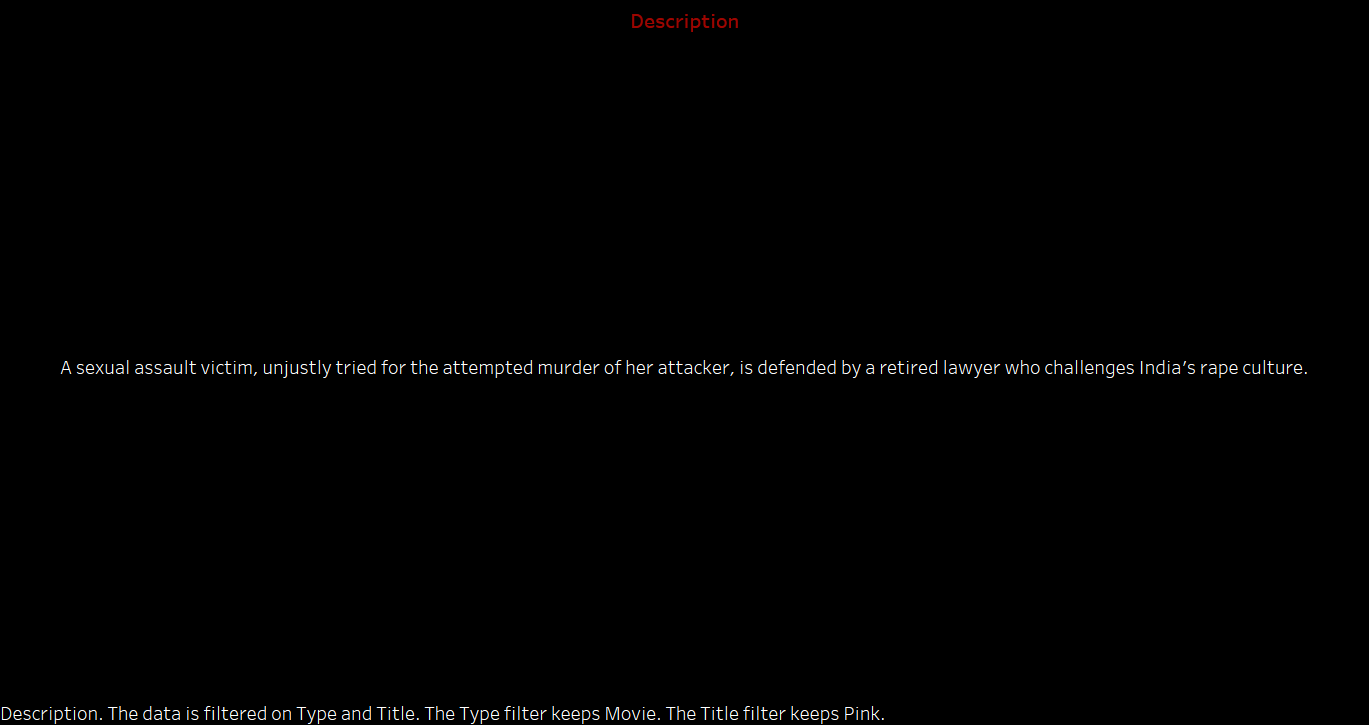 Description
A sexual assault victim, unjustly tried for the attempted murder of her attacker, is defended by a retired lawyer who challenges India’s rape culture.
Description. The data is filtered on Type and Title. The Type filter keeps Movie. The Title filter keeps Pink.